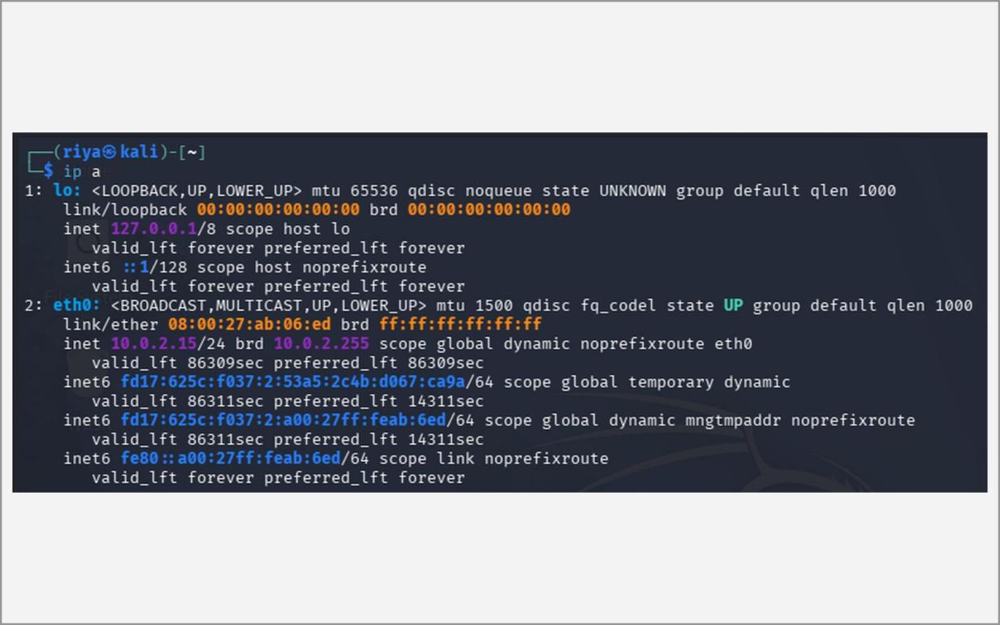 ┌──(riya㉿kali)-[~]
└─$ ip a
1: lo: <LOOPBACK,UP,LOWER_UP> mtu 65536 qdisc noqueue state UNKNOWN group default qlen 1000
    link/loopback 00:00:00:00:00:00 brd 00:00:00:00:00:00
    inet 127.0.0.1/8 scope host lo
       valid_lft forever preferred_lft forever
    inet6 ::1/128 scope host noprefixroute
       valid_lft forever preferred_lft forever
2: eth0: <BROADCAST,MULTICAST,UP,LOWER_UP> mtu 1500 qdisc fq_codel state UP group default qlen 1000
    link/ether 08:00:27:ab:06:ed brd ff:ff:ff:ff:ff:ff
    inet 10.0.2.15/24 brd 10.0.2.255 scope global dynamic noprefixroute eth0
       valid_lft 86309sec preferred_lft 86309sec
    inet6 fd17:625c:f037:2:53a5:2c4b:d067:ca9a/64 scope global temporary dynamic
       valid_lft 86311sec preferred_lft 14311sec
    inet6 fd17:625c:f037:2:a00:27ff:feab:6ed/64 scope global dynamic mngtmpaddr noprefixroute
       valid_lft 86311sec preferred_lft 14311sec
    inet6 fe80::a00:27ff:feab:6ed/64 scope link noprefixroute
       valid_lft forever preferred_lft forever